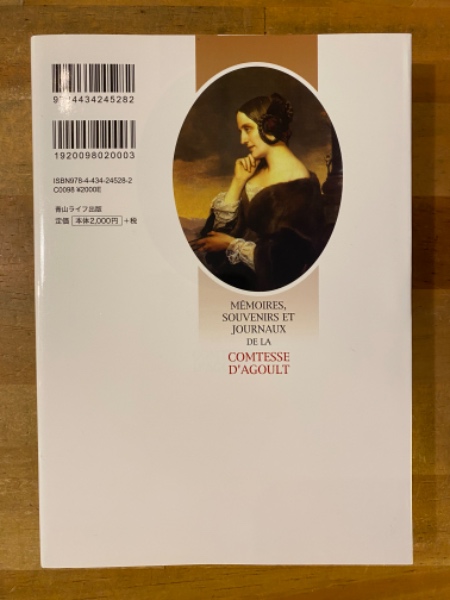 9784434245282
1920098020003
ISBN978-4-434-24528-2
C0098 ¥2000E
青山ライフ出版
定価 本体2,000円 +税
MÉMOIRES,
SOUVENIRS ET
JOURNAUX
DE LA
COMTESSE
D'AGOULT